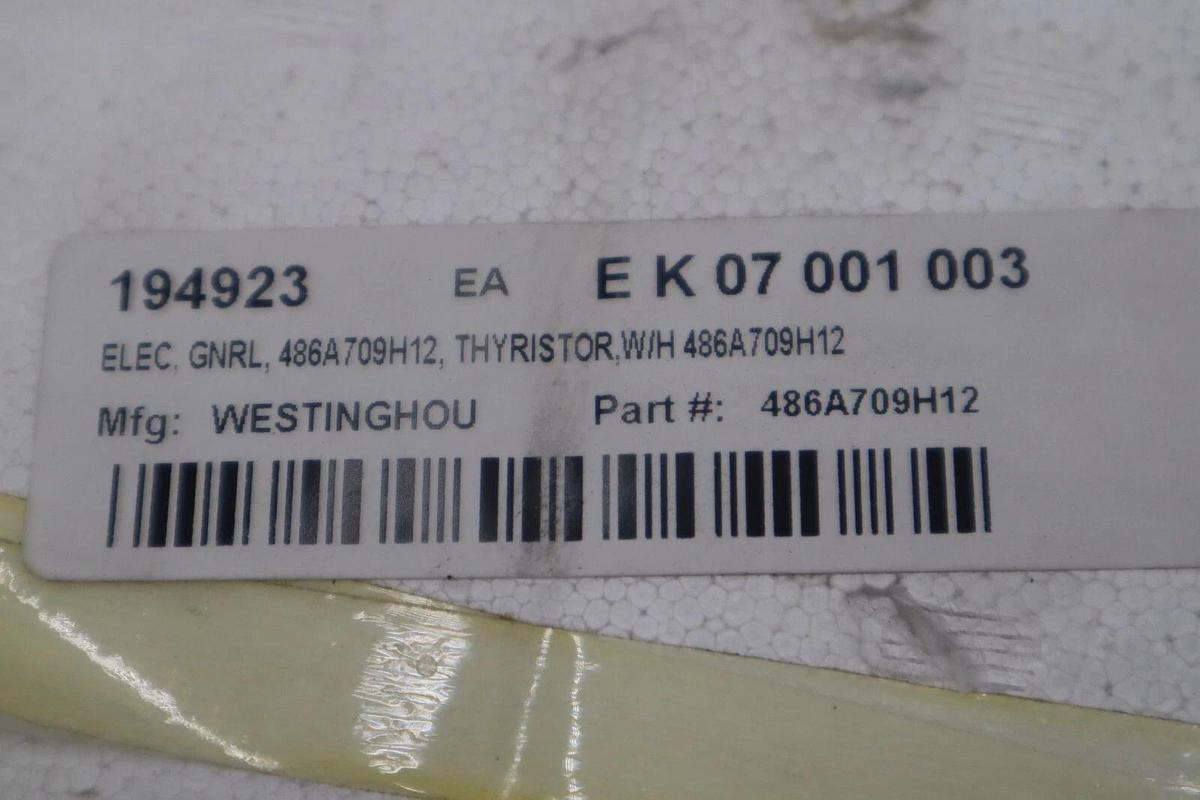 194923 EA E K 07 001 003
ELEC, GNRL, 486A709H12, THYRISTOR,W/H 486A709H12
Mfg: WESTINGHOU Part #: 486A709H12